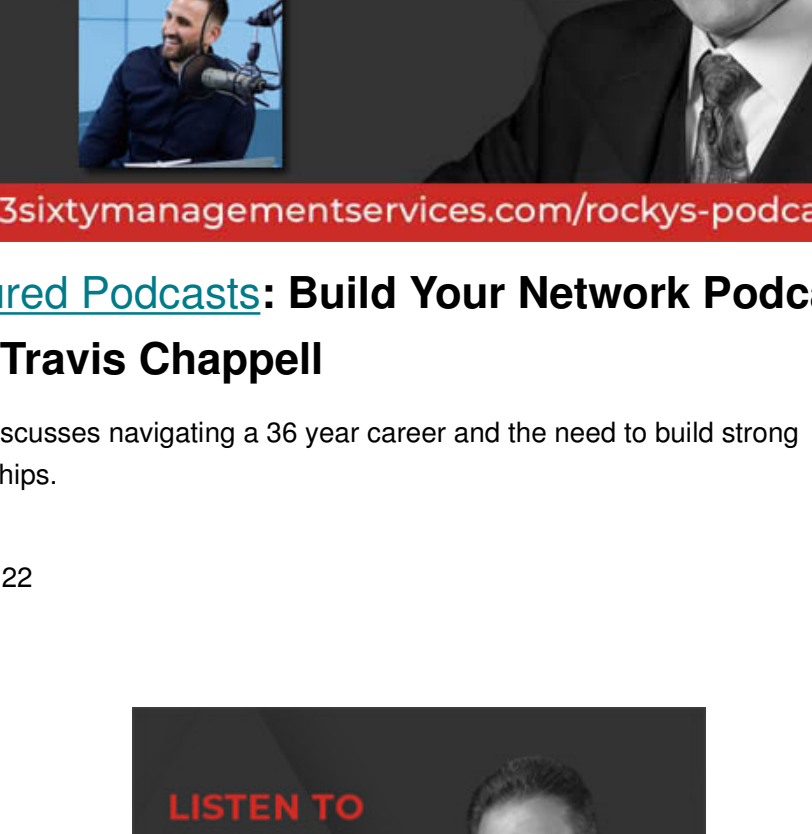 3sixtymanagementservices.com/rockys-podca
ured Podcasts: Build Your Network Podca
Travis Chappell
scusses navigating a 36 year career and the need to build strong
hips.
22
LISTEN TO